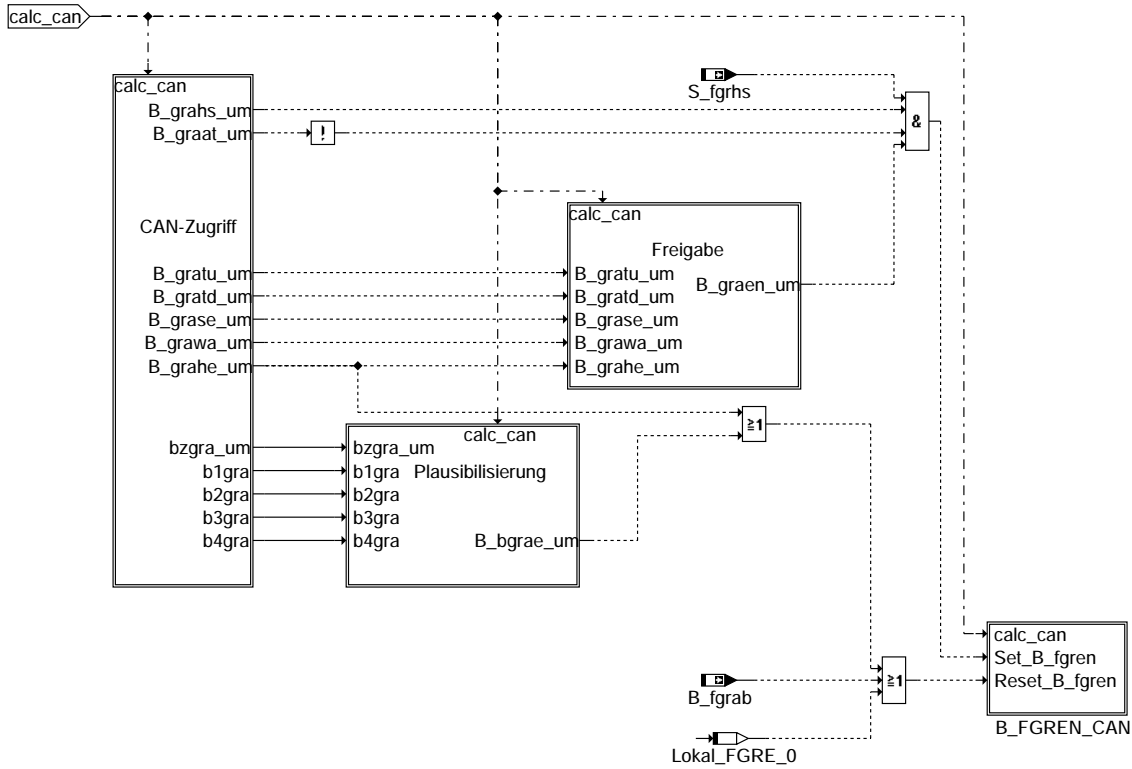 calc_can
calc_can
B_grahs_um
B_graat_um
!
S_fgrhs
&
CAN-Zugriff
calc_can
Freigabe
B_gratu_um
B_gratd_um
B_grase_um
B_grawa_um
B_grahe_um
B_gratu_um
B_gratd_um
B_grase_um
B_grawa_um
B_grahe_um
B_graen_um
≧1
calc_can
bzgra_um
b1gra
b2gra
b3gra
b4gra
bzgra_um
b1gra
b2gra
b3gra
b4gra
Plausibilisierung
B_bgrae_um
B_fgrab
≧1
Lokal_FGRE_0
calc_can
Set_B_fgren
Reset_B_fgren
B_FGREN_CAN